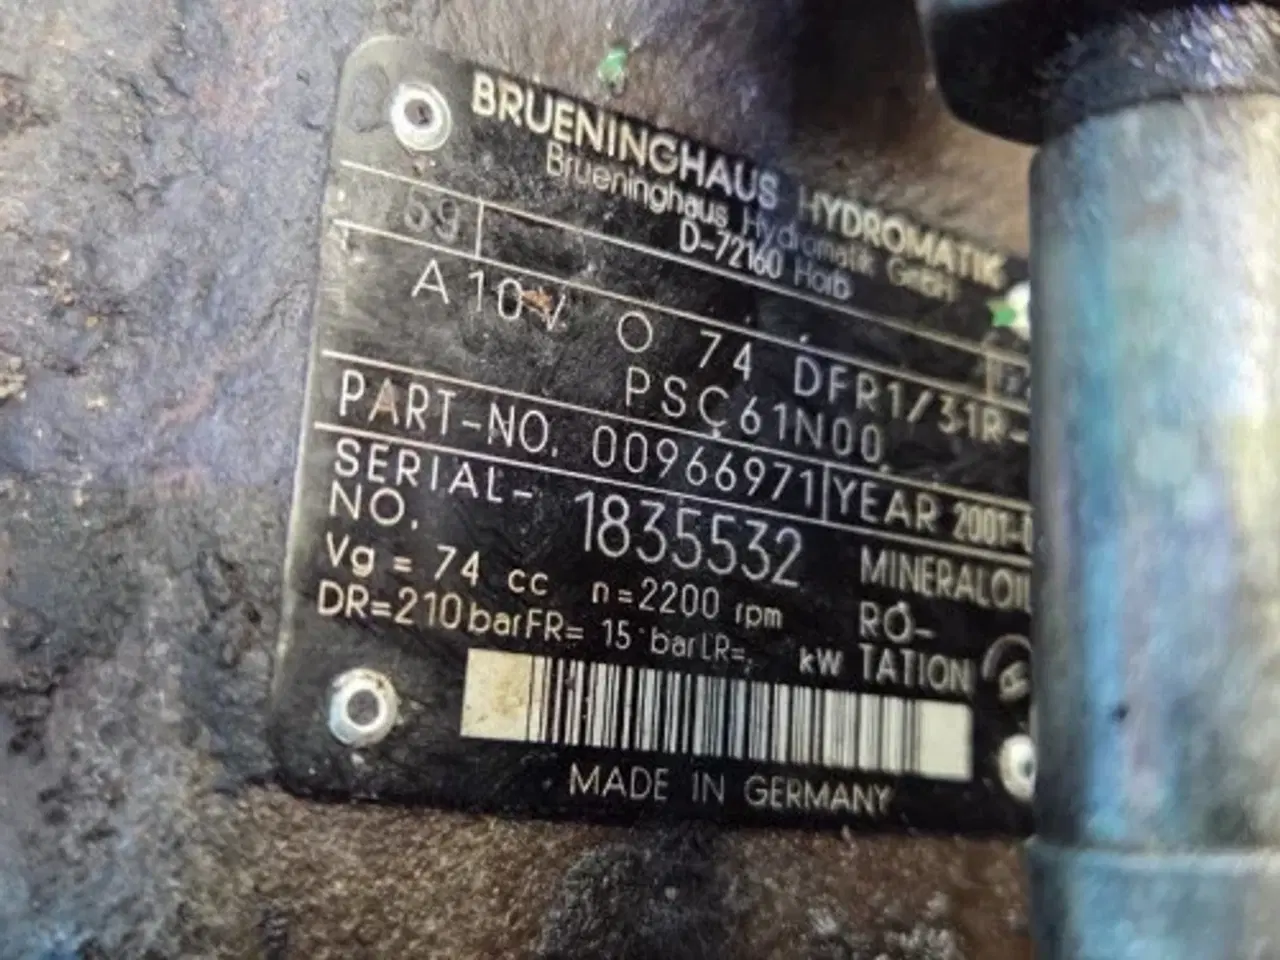 BRUENINGHAUS HYDROMATIK
Brueninghaus Hydromatik GmbH
D-72160 Horb
59
A10V O 74 DFR1/31R-
PSC61N00
PART-NO. 00966971 YEAR 2001-
SERIAL-NO. 1835532 MINERALOIL
Vg = 74 cc n=2200 rpm RO-
DR=210 bar FR= 15 bar LR= kW TATION
MADE IN GERMANY